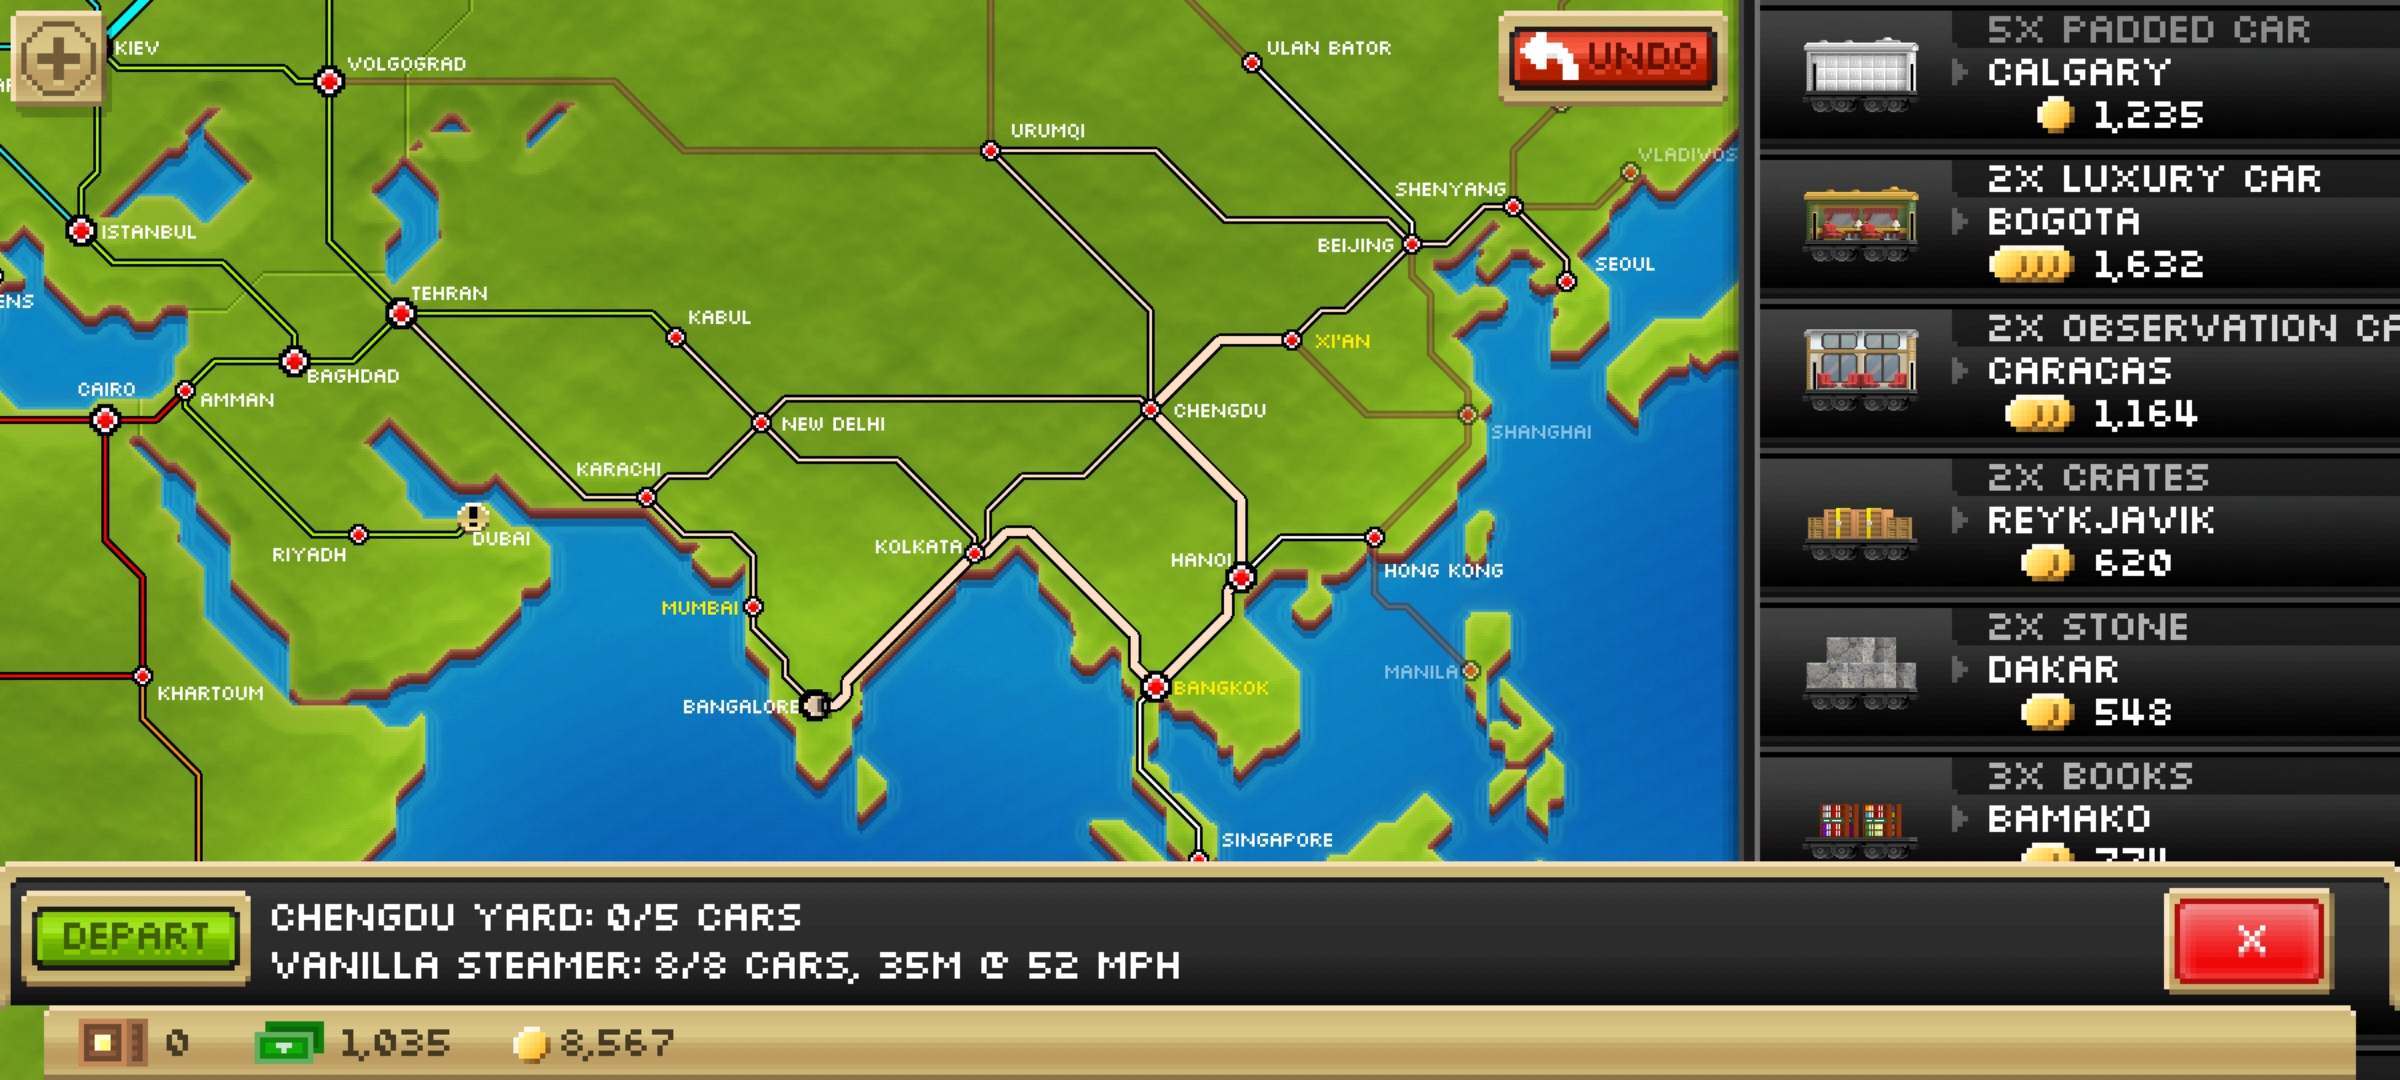 KIEV
VOLGOGRAD
ULAN BATOR
UNDO
URUMQI
VLADIVOS
SHENYANG
ISTANBUL
BEIJING
SEOUL
ENS
TEHRAN
KABUL
XI'AN
BAGHDAD
CAIRO
AMMAN
CHENGDU
NEW DELHI
SHANGHAI
KARACHI
DUBAI
RIYADH
KOLKATA
HANOI
HONG KONG
MUMBAI
MANILA
BANGKOK
KHARTOUM
BANGALORE
SINGAPORE
5X PADDED CAR
CALGARY
1,235
2X LUXURY CAR
BOGOTA
1,632
2X OBSERVATION CA
CARACAS
1,164
2X CRATES
REYKJAVIK
620
2X STONE
DAKAR
548
3X BOOKS
BAMAKO
DEPART
CHENGDU YARD: 0/5 CARS
VANILLA STEAMER: 8/8 CARS, 35M @ 52 MPH
X
0
1,035
8,567